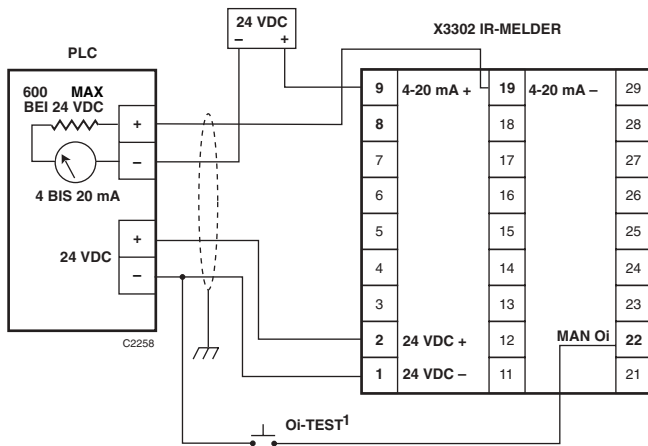 24 VDC
– +
X3302 IR-MELDER
PLC
600 MAX
BEI 24 VDC
+
–
4 BIS 20 mA
24 VDC
+
–
C2258
9 4-20 mA + 19 4-20 mA – 29
8 18 28
7 17 27
6 16 26
5 15 25
4 14 24
3 13 23
2 24 VDC + 12 MAN Oi 22
1 24 VDC – 11 21
Oi-TEST1